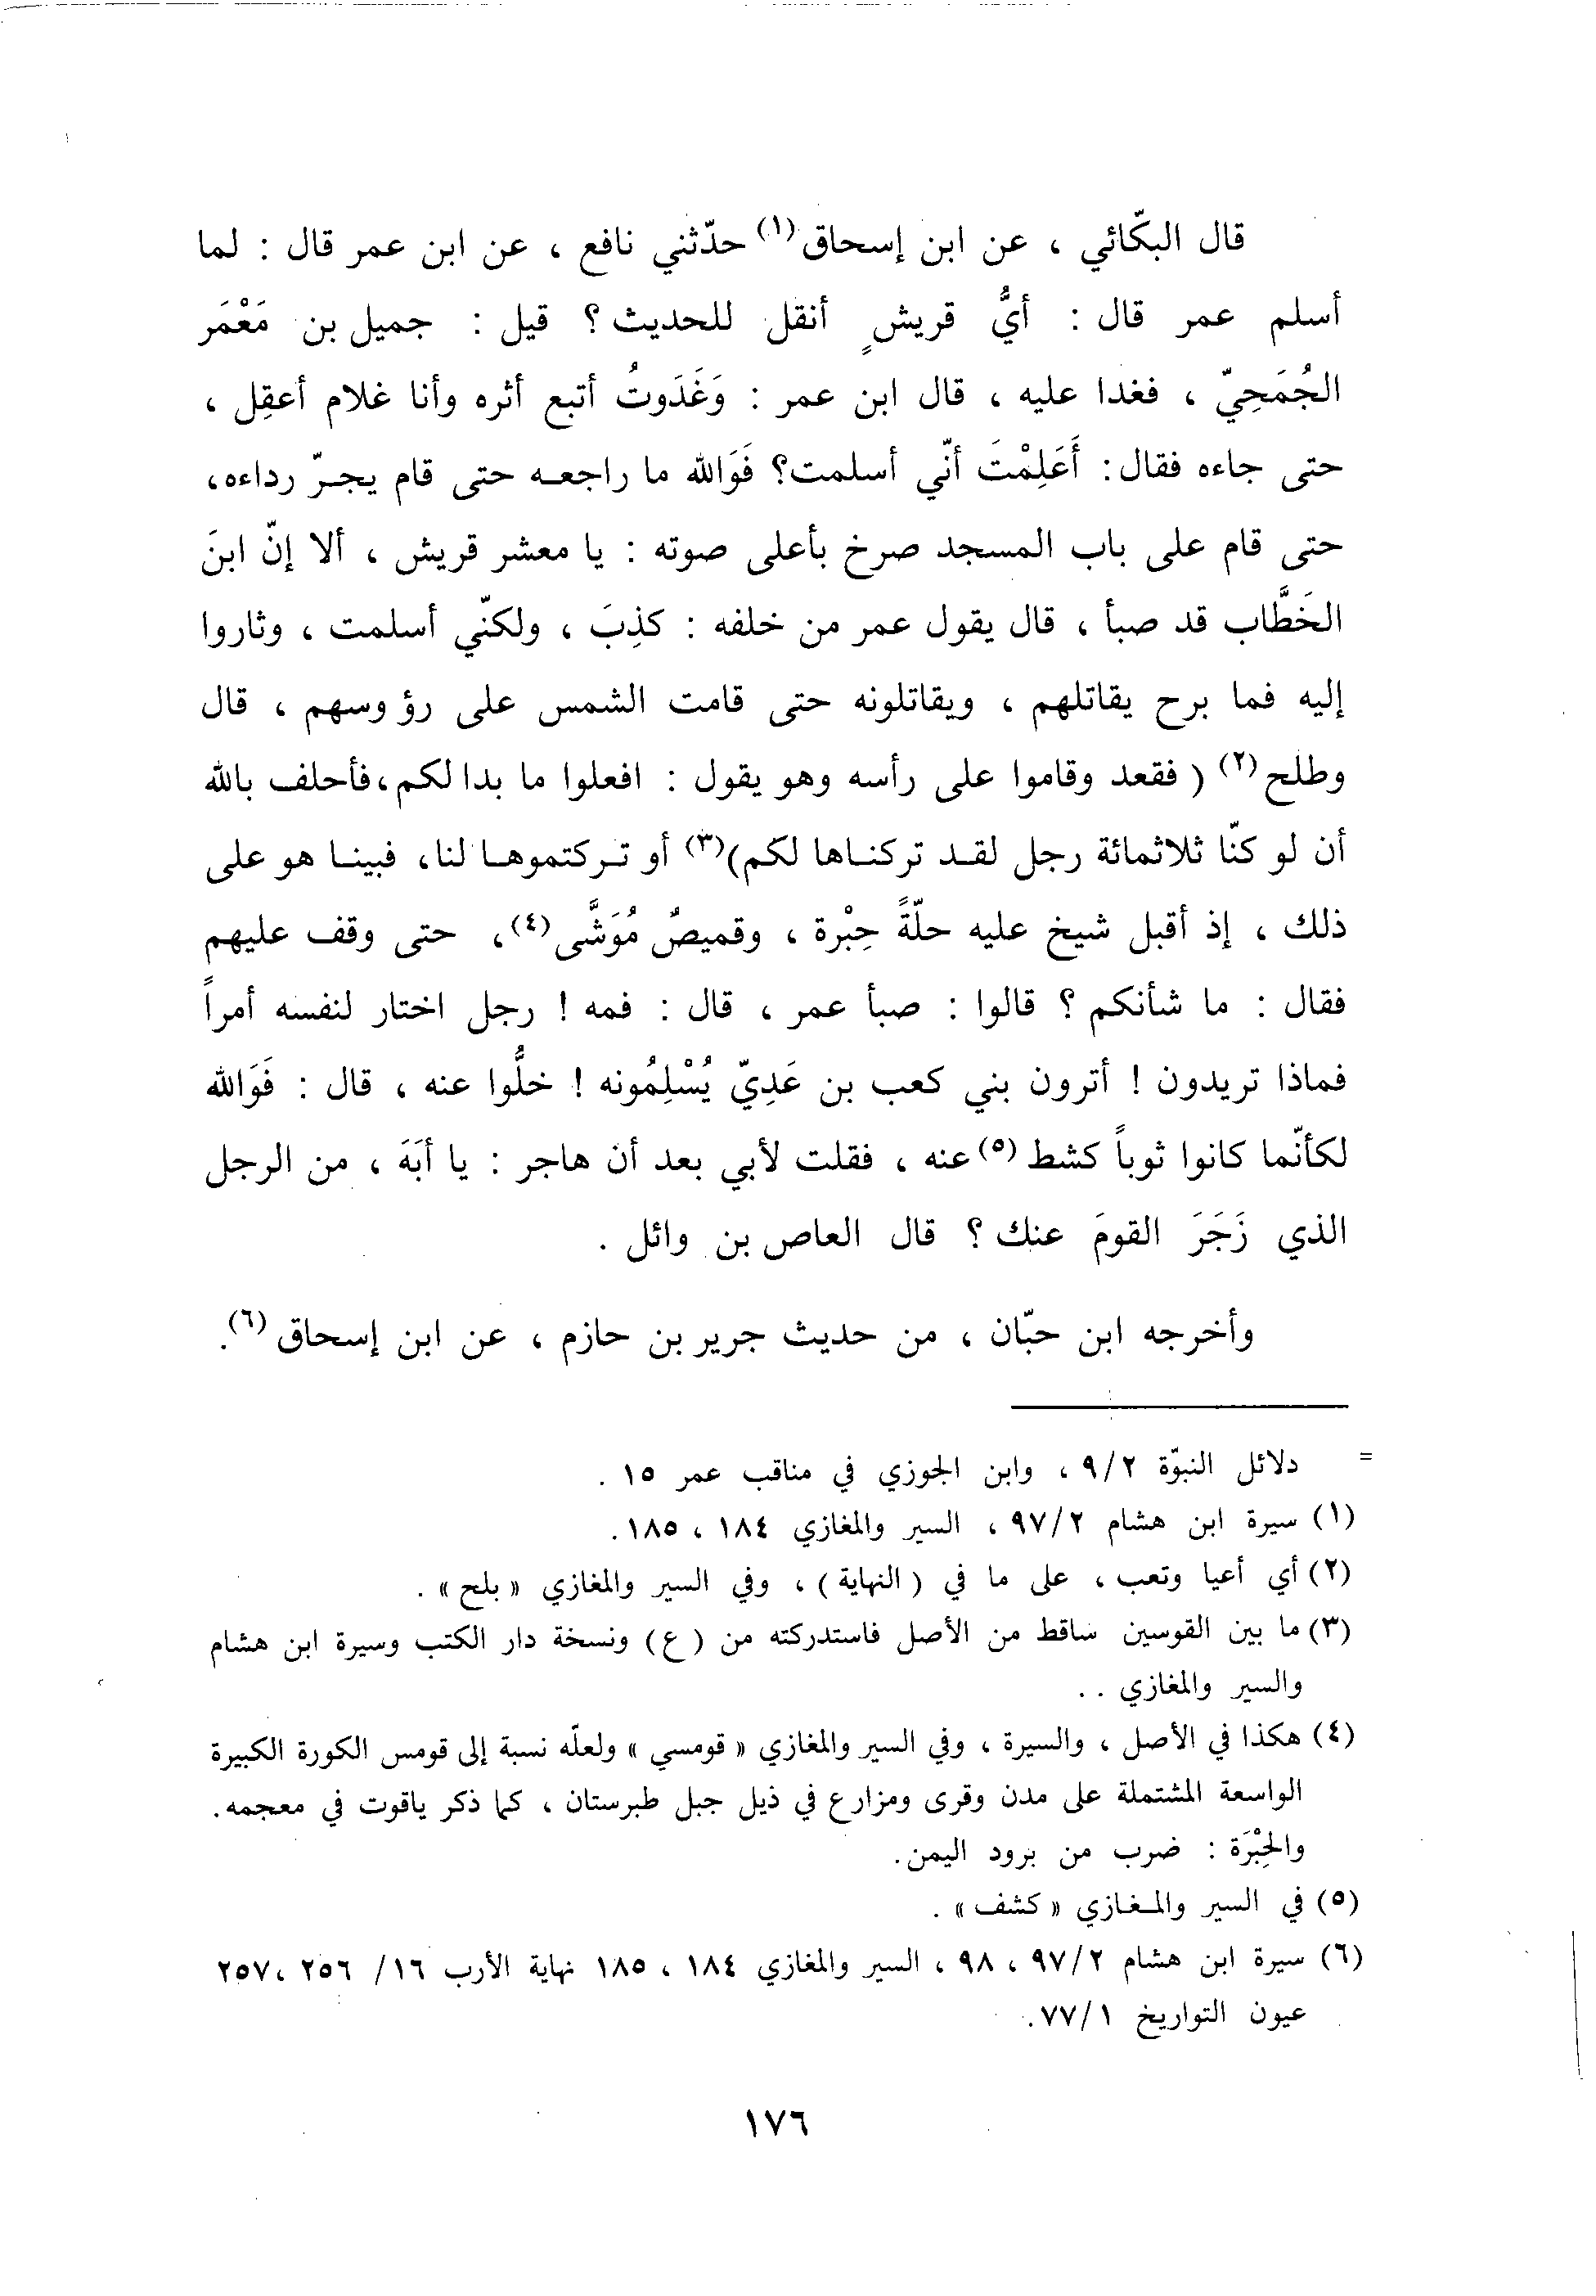 قال البكّائي ، عن ابن إسحاق(١) حدّثني نافع ، عن ابن عمر قال : لما
أسلم عمر قال : أيُّ قريشٍ أنقل للحديث ؟ قيل : جميل بن مَعْمَر
الجُمَحِيّ ، فغدا عليه ، قال ابن عمر : وَغَدَوتُ أتبع أثره وأنا غلام أعقِل ،
حتى جاءه فقال : أَعَلِمْتَ أنّي أسلمت؟ فَوَالله ما راجعه حتى قام يجرّ رداءه،
حتى قام على باب المسجد صرخ بأعلى صوته : يا معشر قريش ، ألا إنّ ابنَ
الخَطَّاب قد صبأ ، قال يقول عمر من خلفه : كذِبَ ، ولكنّي أسلمت ، وثاروا
إليه فما برح يقاتلهم ، ويقاتلونه حتى قامت الشمس على رؤوسهم ، قال
وطلح(٢) ( فقعد وقاموا على رأسه وهو يقول : افعلوا ما بدا لكم،فأحلف بالله
أن لو كنّا ثلاثمائة رجل لقد تركناها لكم)(٣) أو تركتموها لنا، فبينا هو على
ذلك ، إذ أقبل شيخ عليه حلّةً حِبْرة ، وقميصٌ مُوَشَّى(٤)، حتى وقف عليهم
فقال : ما شأنكم ؟ قالوا : صبأ عمر ، قال : فمه ! رجل اختار لنفسه أمراً
فماذا تريدون ! أترون بني كعب بن عَدِيّ يُسْلِمُونه ! خلُّوا عنه ، قال : فَوَالله
لكأنّما كانوا ثوباً كشط(٥) عنه ، فقلت لأبي بعد أن هاجر : يا أبَهَ ، من الرجل
الذي زَجَرَ القومَ عنك ؟ قال العاص بن وائل .
وأخرجه ابن حبّان ، من حديث جرير بن حازم ، عن ابن إسحاق(٦).
= دلائل النبوّة ٩/٢ ، وابن الجوزي في مناقب عمر ١٥ .
(١) سيرة ابن هشام ٩٧/٢ ، السير والمغازي ١٨٤ ، ١٨٥.
(٢) أي أعيا وتعب ، على ما في ( النهاية ) ، وفي السير والمغازي « بلح » .
(٣) ما بين القوسين ساقط من الأصل فاستدركته من ( ع ) ونسخة دار الكتب وسيرة ابن هشام
والسير والمغازي . .
(٤) هكذا في الأصل ، والسيرة ، وفي السير والمغازي « قومسي » ولعلّه نسبة إلى قومس الكورة الكبيرة
الواسعة المشتملة على مدن وقرى ومزارع في ذيل جبل طبرستان ، كما ذكر ياقوت في معجمه.
والحِبْرَة : ضرب من برود اليمن.
(٥) في السير والمغازي « كشف » .
(٦) سيرة ابن هشام ٩٧/٢ ، ٩٨ ، السير والمغازي ١٨٤ ، ١٨٥ نهاية الأرب ١٦/ ٢٥٦ ،٢٥٧
عيون التواريخ ٧٧/١.
١٧٦